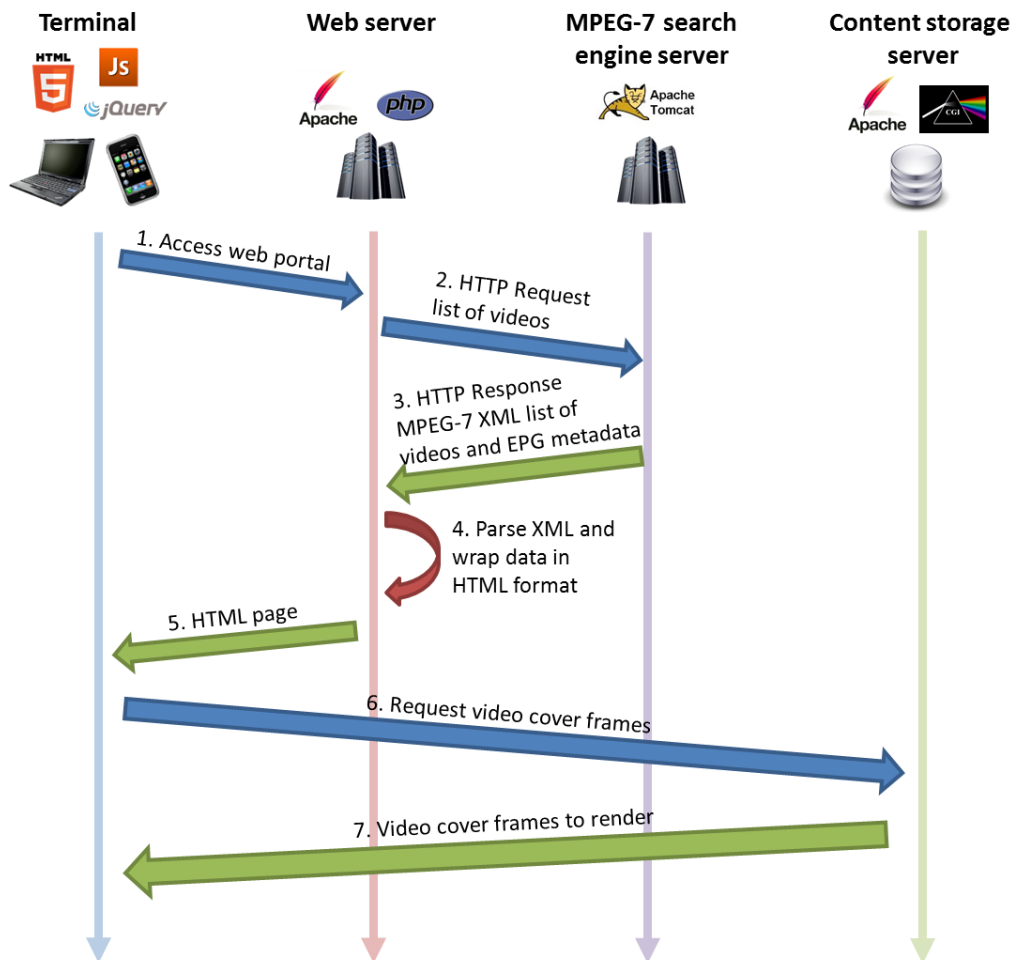 Terminal
Web server
MPEG-7 search
engine server
Content storage
server
HTML
5
Js
jQuery
Apache
php
Apache
Tomcat
Apache
CGI
1. Access web portal
2. HTTP Request
list of videos
3. HTTP Response
MPEG-7 XML list of
videos and EPG metadata
4. Parse XML and
wrap data in
HTML format
5. HTML page
6. Request video cover frames
7. Video cover frames to render